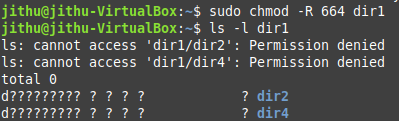 jithu@jithu-VirtualBox:~$ sudo chmod -R 664 dir1
jithu@jithu-VirtualBox:~$ ls -l dir1
ls: cannot access 'dir1/dir2': Permission denied
ls: cannot access 'dir1/dir4': Permission denied
total 0
d????????? ? ? ? ?            ? dir2
d????????? ? ? ? ?            ? dir4